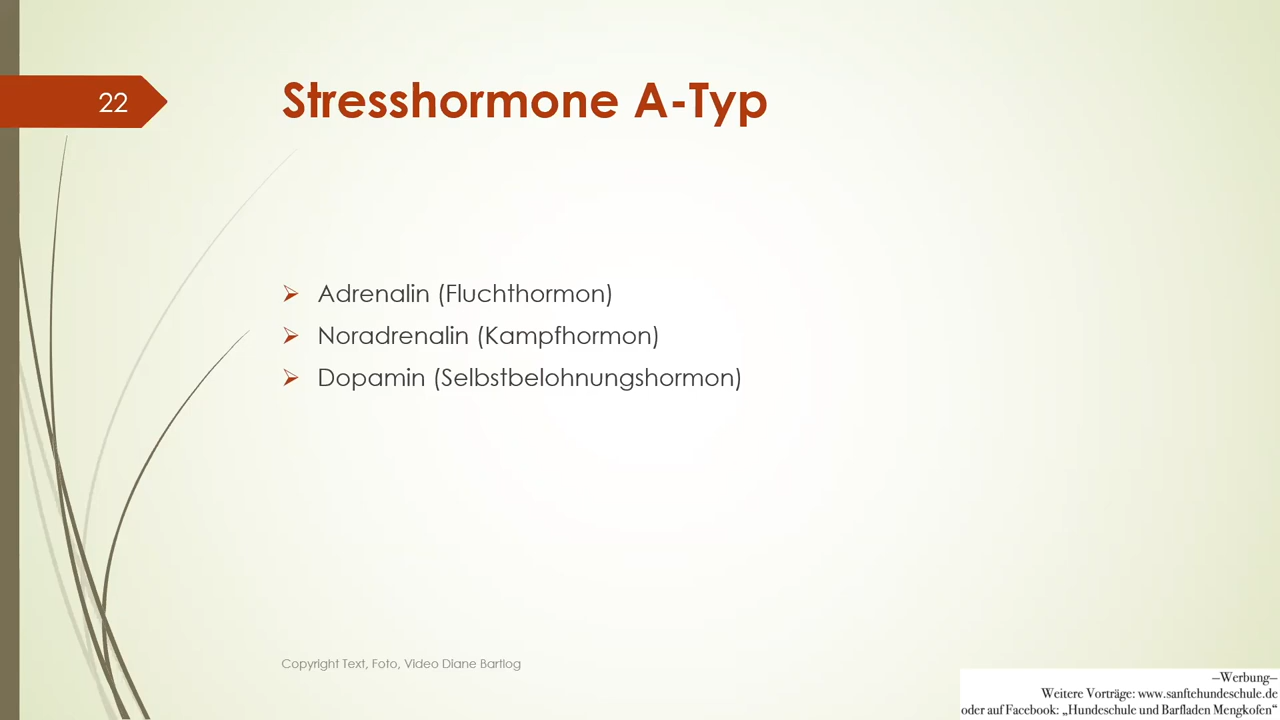 22
Stresshormone A-Typ
Adrenalin (Fluchthormon)
Noradrenalin (Kampfhormon)
Dopamin (Selbstbelohnungshormon)
Copyright Text, Foto, Video Diane Bartlog
—Werbung—
Weitere Vorträge: www.sanftehundeschule.de
oder auf Facebook: „Hundeschule und Barfladen Mengkofen“